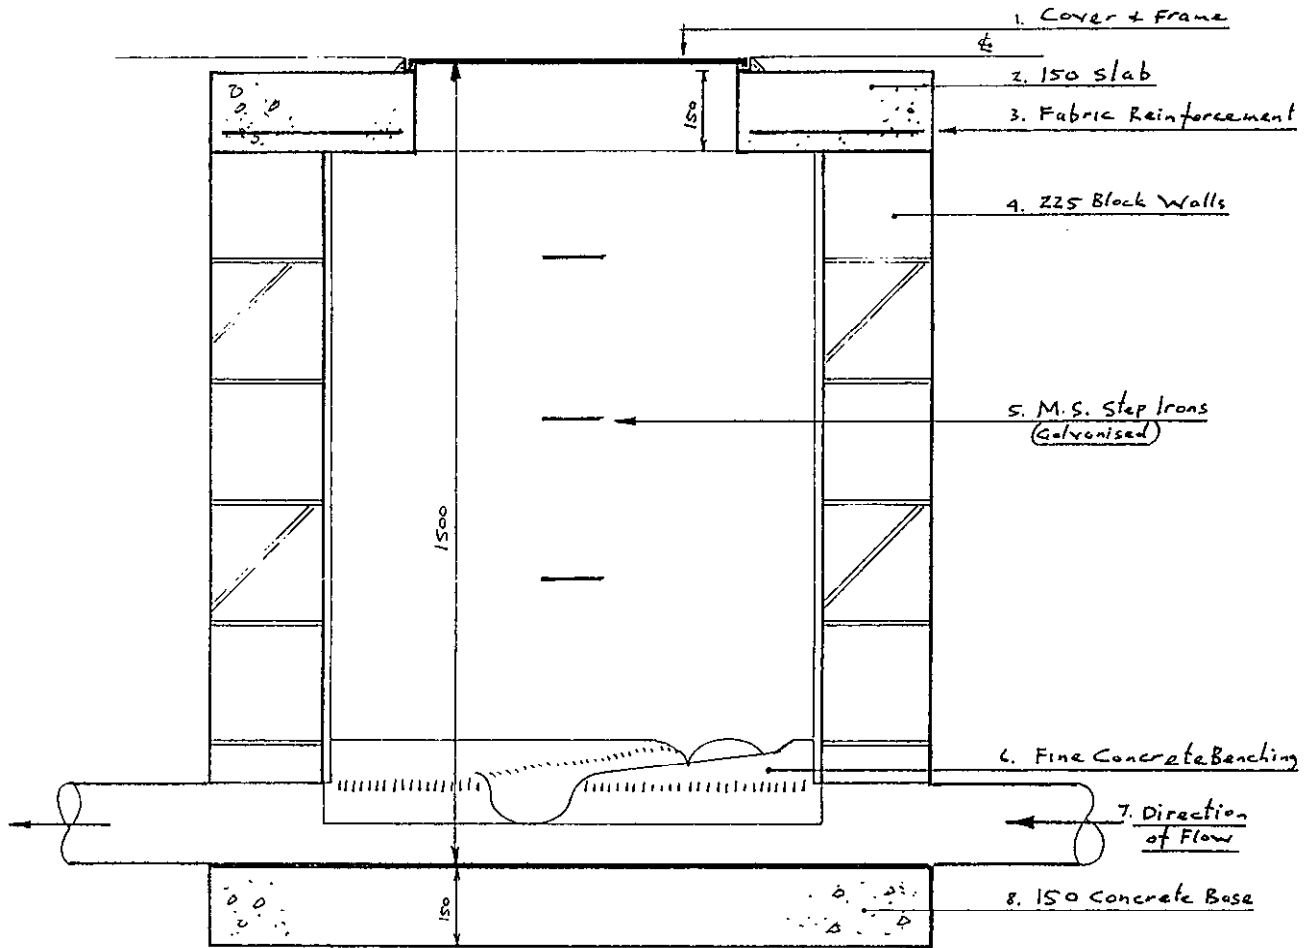 1. Cover & Frame
℄
2. 150 Slab
150
3. Fabric Reinforcement
4. 225 Block Walls
5. M.S. Step Irons
(Galvanised)
1500
6. Fine Concrete Benching
7. Direction
of Flow
150
8. 150 Concrete Base